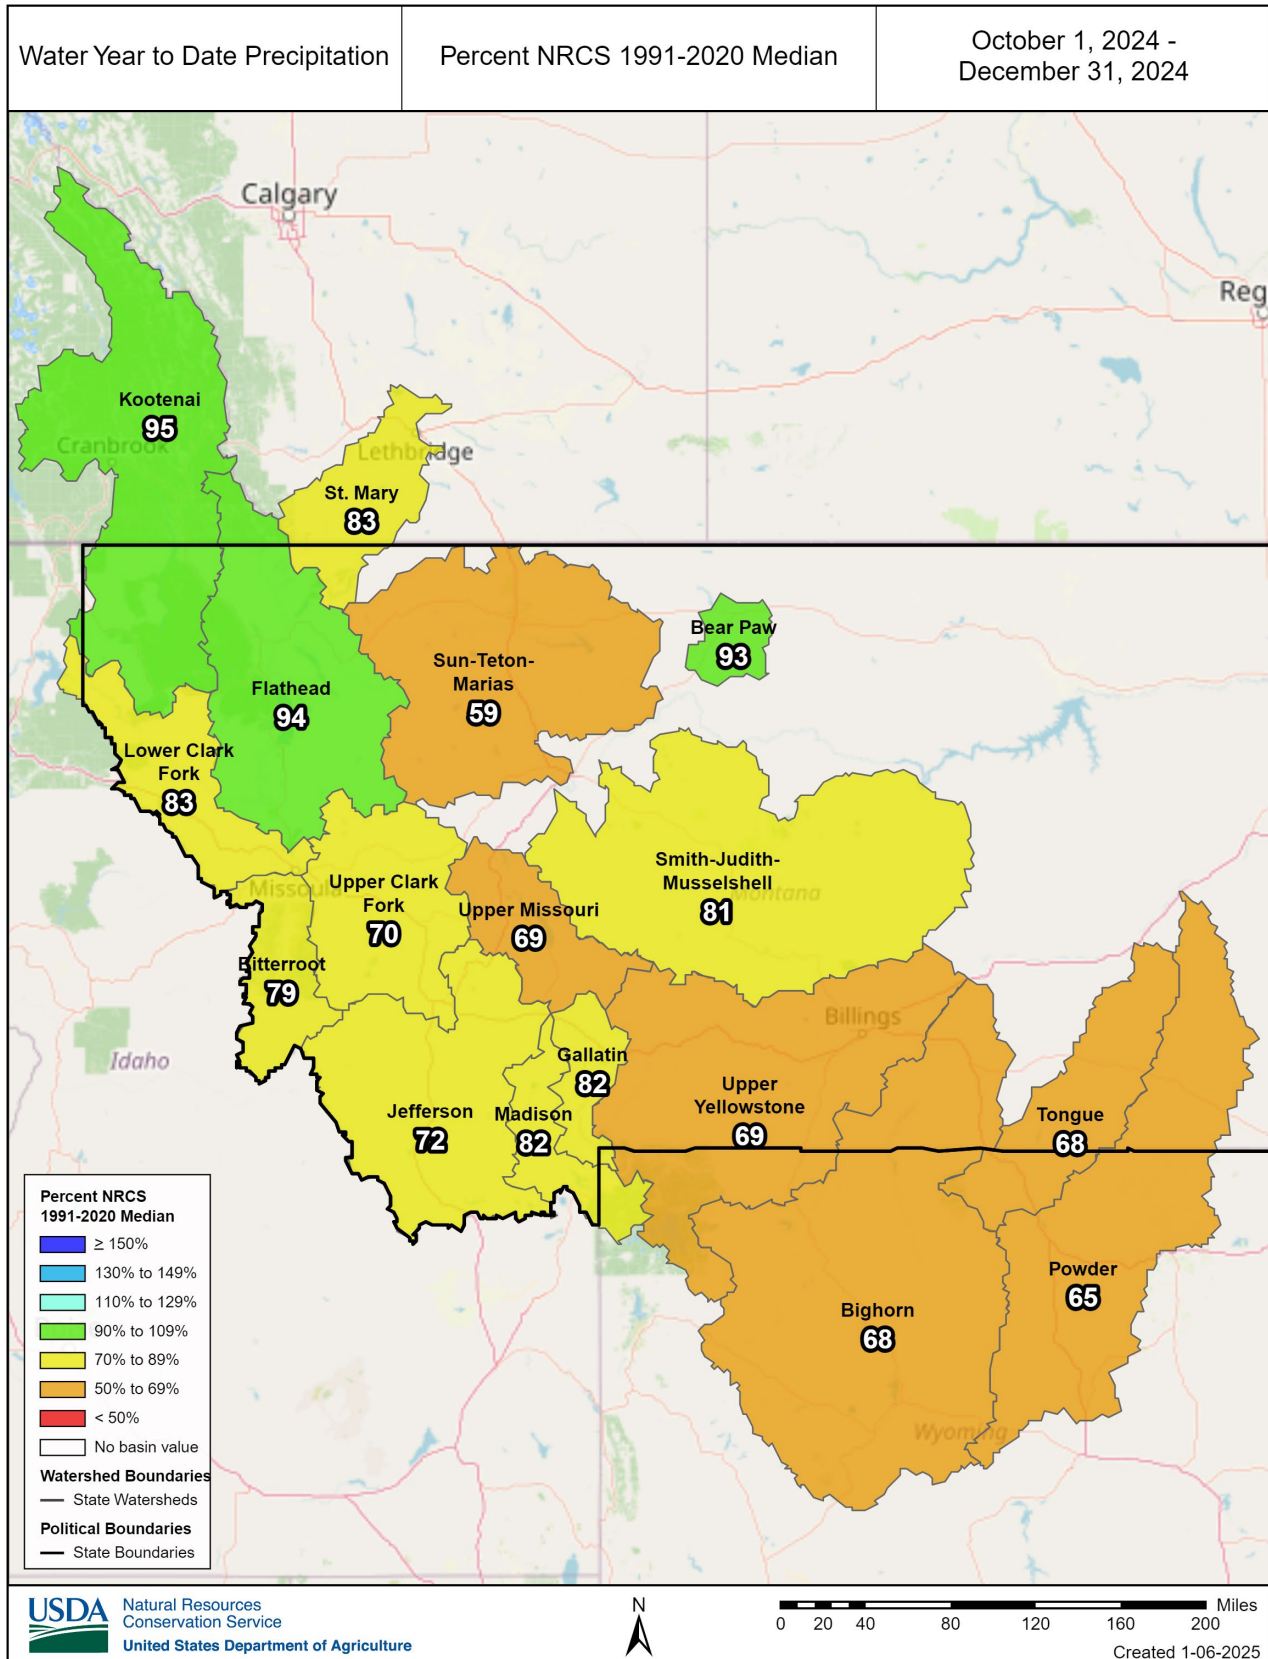 Water Year to Date Precipitation
Percent NRCS 1991-2020 Median
October 1, 2024 -
December 31, 2024
Calgary
Reg
Kootenai
95
Cranbrook
Lethbridge
St. Mary
83
Bear Paw
93
Sun-Teton-
Marias
59
Flathead
94
Lower Clark
Fork
83
Smith-Judith-
Musselshell
81
Montana
Missoula
Upper Clark
Fork
70
Upper Missouri
69
Bitterroot
79
Billings
Idaho
Gallatin
82
Upper
Yellowstone
69
Jefferson
72
Madison
82
Tongue
68
Powder
65
Bighorn
68
Wyoming
Percent NRCS
1991-2020 Median
≥ 150%
130% to 149%
110% to 129%
90% to 109%
70% to 89%
50% to 69%
< 50%
No basin value
Watershed Boundaries
State Watersheds
Political Boundaries
State Boundaries
USDA
Natural Resources
Conservation Service
United States Department of Agriculture
N
Miles
0 20 40 80 120 160 200
Created 1-06-2025